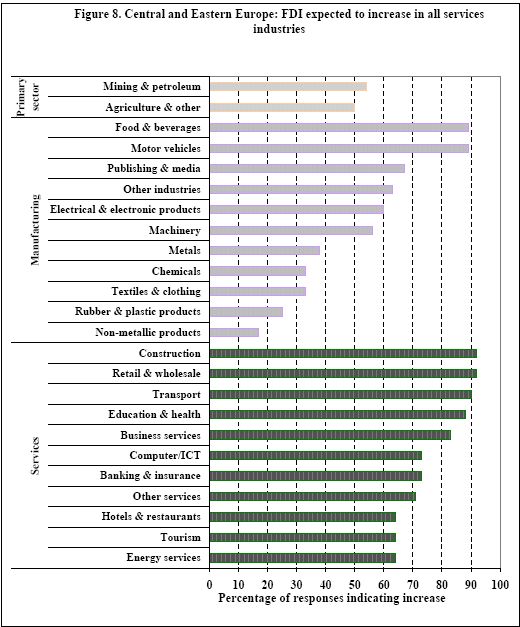 Figure 8. Central and Eastern Europe: FDI expected to increase in all services
industries
Primary
sector
Mining & petroleum
Agriculture & other
Manufacturing
Food & beverages
Motor vehicles
Publishing & media
Other industries
Electrical & electronic products
Machinery
Metals
Chemicals
Textiles & clothing
Rubber & plastic products
Non-metallic products
Services
Construction
Retail & wholesale
Transport
Education & health
Business services
Computer/ICT
Banking & insurance
Other services
Hotels & restaurants
Tourism
Energy services
0 10 20 30 40 50 60 70 80 90 100
Percentage of responses indicating increase